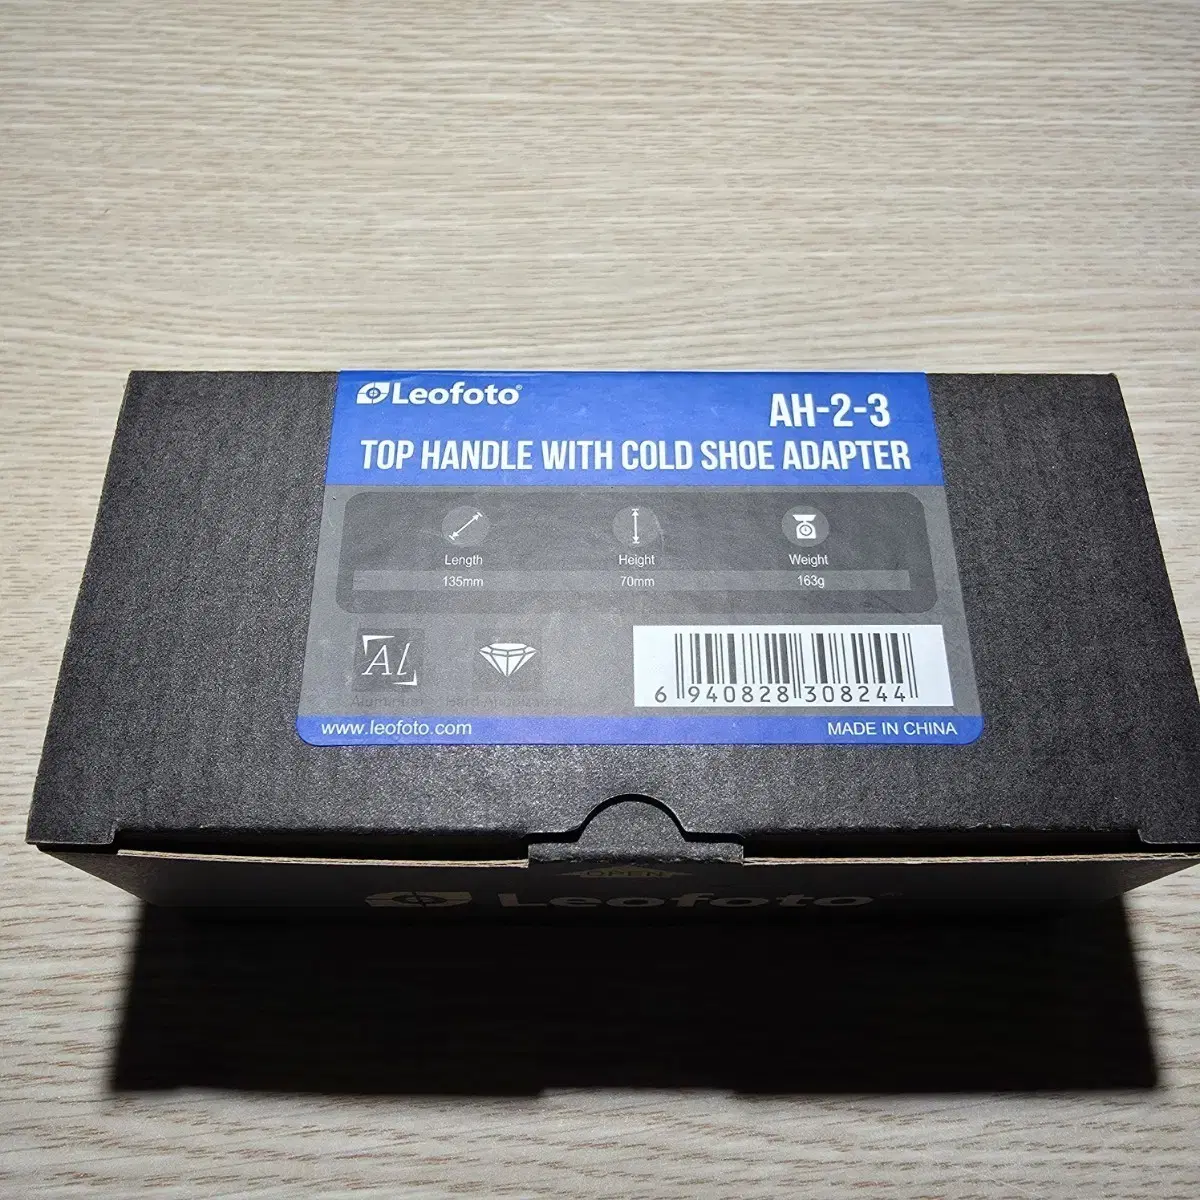 Leofoto®
AH-2-3
TOP HANDLE WITH COLD SHOE ADAPTER
Length Height Weight
135mm 70mm 163g
AL
6 940828 308244
www.leofoto.com MADE IN CHINA
OPEN
Leofoto